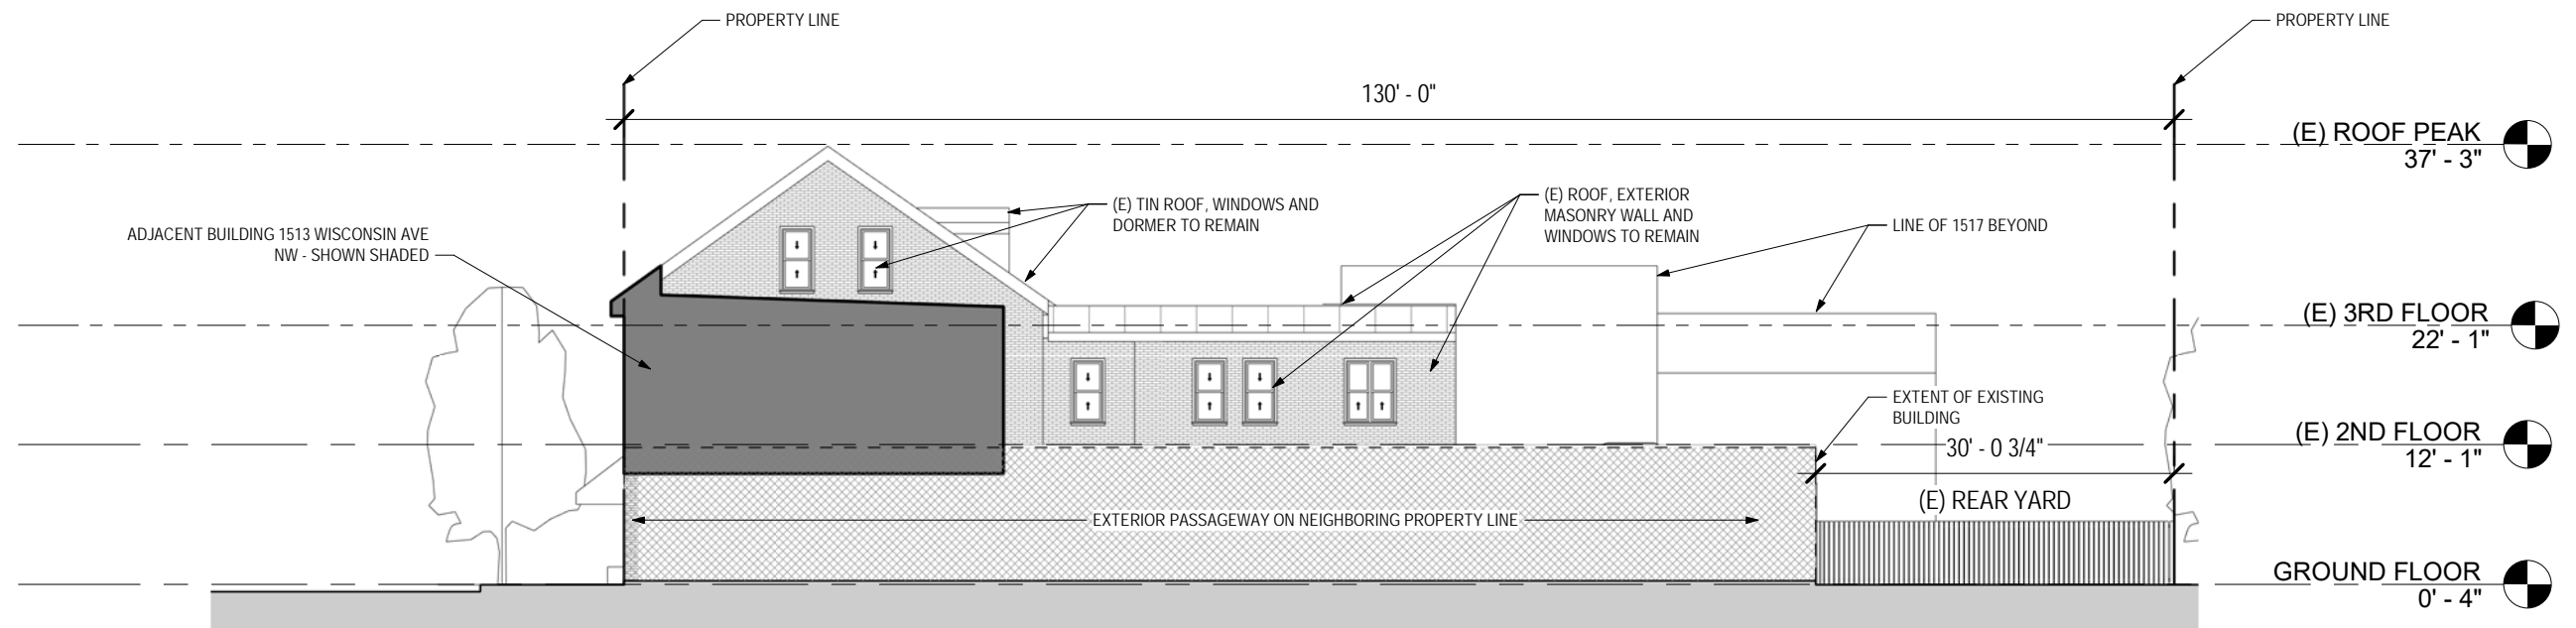 PROPERTY LINE
PROPERTY LINE
130' - 0"
(E) ROOF PEAK
37' - 3"
(E) TIN ROOF, WINDOWS AND
DORMER TO REMAIN
(E) ROOF, EXTERIOR
MASONRY WALL AND
WINDOWS TO REMAIN
LINE OF 1517 BEYOND
ADJACENT BUILDING 1513 WISCONSIN AVE
NW - SHOWN SHADED
(E) 3RD FLOOR
22' - 1"
EXTENT OF EXISTING
BUILDING
(E) 2ND FLOOR
12' - 1"
30' - 0 3/4"
(E) REAR YARD
EXTERIOR PASSAGEWAY ON NEIGHBORING PROPERTY LINE
GROUND FLOOR
0' - 4"